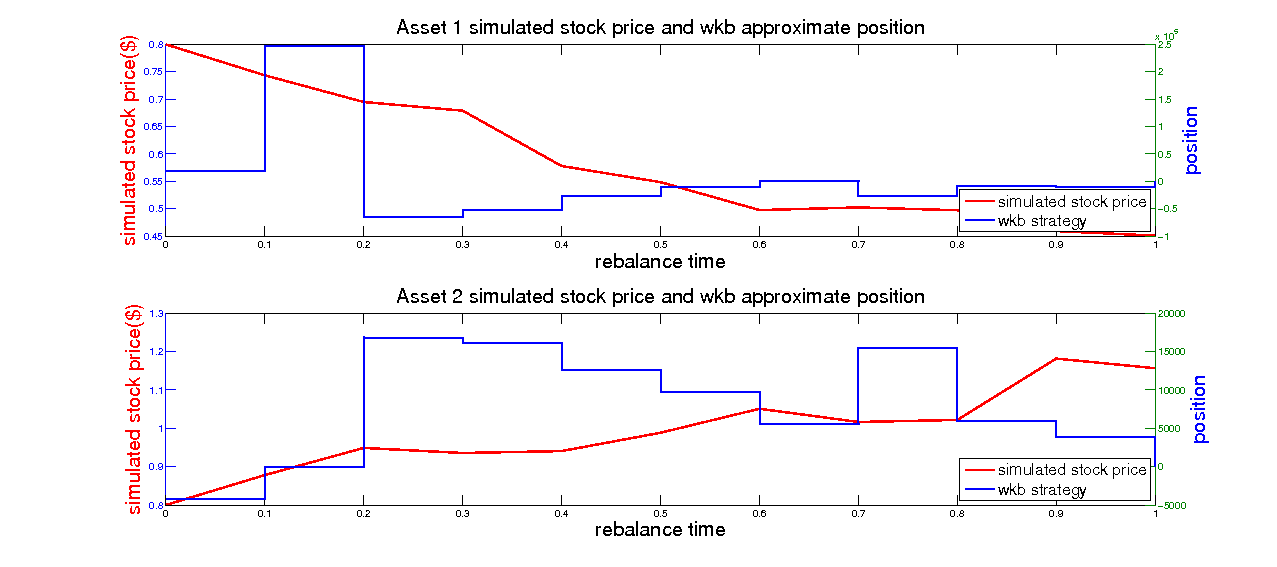 Asset 1 simulated stock price and wkb approximate position
x 10
simulated stock price($)
0.8
0.75
0.7
0.65
0.6
0.55
0.5
0.45
2.5
2
1.5
1
0.5
0
−0.5
−1
position
simulated stock price
wkb strategy
0 0.1 0.2 0.3 0.4 0.5 0.6 0.7 0.8 0.9 1
rebalance time
Asset 2 simulated stock price and wkb approximate position
simulated stock price($)
1.3
1.2
1.1
1
0.9
0.8
20000
15000
10000
5000
0
−5000
position
simulated stock price
wkb strategy
0 0.1 0.2 0.3 0.4 0.5 0.6 0.7 0.8 0.9 1
rebalance time